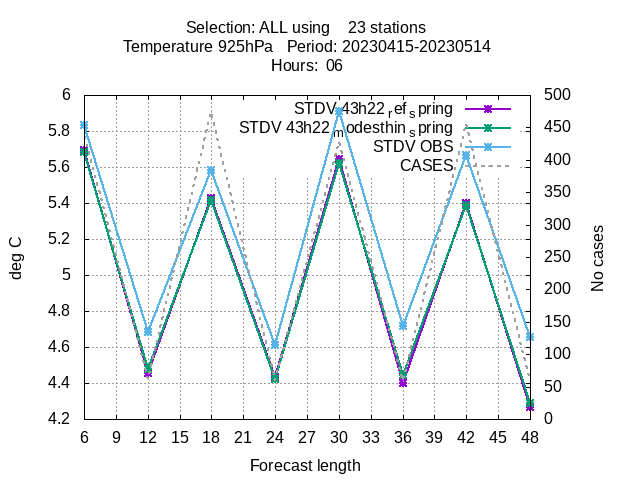 Selection: ALL using 23 stations
Temperature 925hPa Period: 20230415-20230514
Hours: 06
6 500
STDV 43h22_ref_spring
5.8 450
STDV 43h22_modesthin_spring
STDV OBS
5.6 400
CASES
350
5.4
300
5.2 250
5
200
4.8
150
4.6
100
4.4
50
4.2 0
deg C
No cases
6 9 12 15 18 21 24 27 30 33 36 39 42 45 48
Forecast length